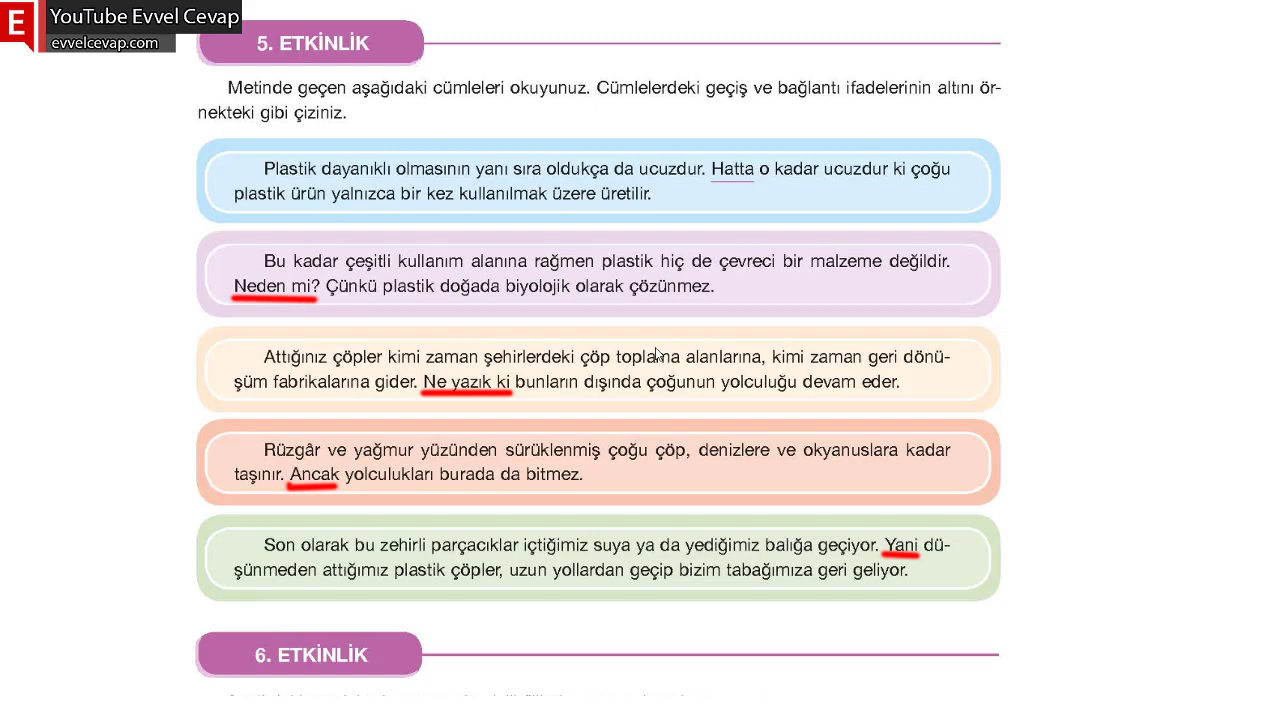 E
YouTube Evvel Cevap
evvelcevap.com
5. ETKİNLİK
Metinde geçen aşağıdaki cümleleri okuyunuz. Cümlelerdeki geçiş ve bağlantı ifadelerinin altını ör-
nekteki gibi çiziniz.
Plastik dayanıklı olmasının yanı sıra oldukça da ucuzdur. Hatta o kadar ucuzdur ki çoğu
plastik ürün yalnızca bir kez kullanılmak üzere üretilir.
Bu kadar çeşitli kullanım alanına rağmen plastik hiç de çevreci bir malzeme değildir.
Neden mi? Çünkü plastik doğada biyolojik olarak çözünmez.
Attığınız çöpler kimi zaman şehirlerdeki çöp toplama alanlarına, kimi zaman geri dönü-
şüm fabrikalarına gider. Ne yazık ki bunların dışında çoğunun yolculuğu devam eder.
Rüzgâr ve yağmur yüzünden sürüklenmiş çoğu çöp, denizlere ve okyanuslara kadar
taşınır. Ancak yolculukları burada da bitmez.
Son olarak bu zehirli parçacıklar içtiğimiz suya ya da yediğimiz balığa geçiyor. Yani dü-
şünmeden attığımız plastik çöpler, uzun yollardan geçip bizim tabağımıza geri geliyor.
6. ETKİNLİK